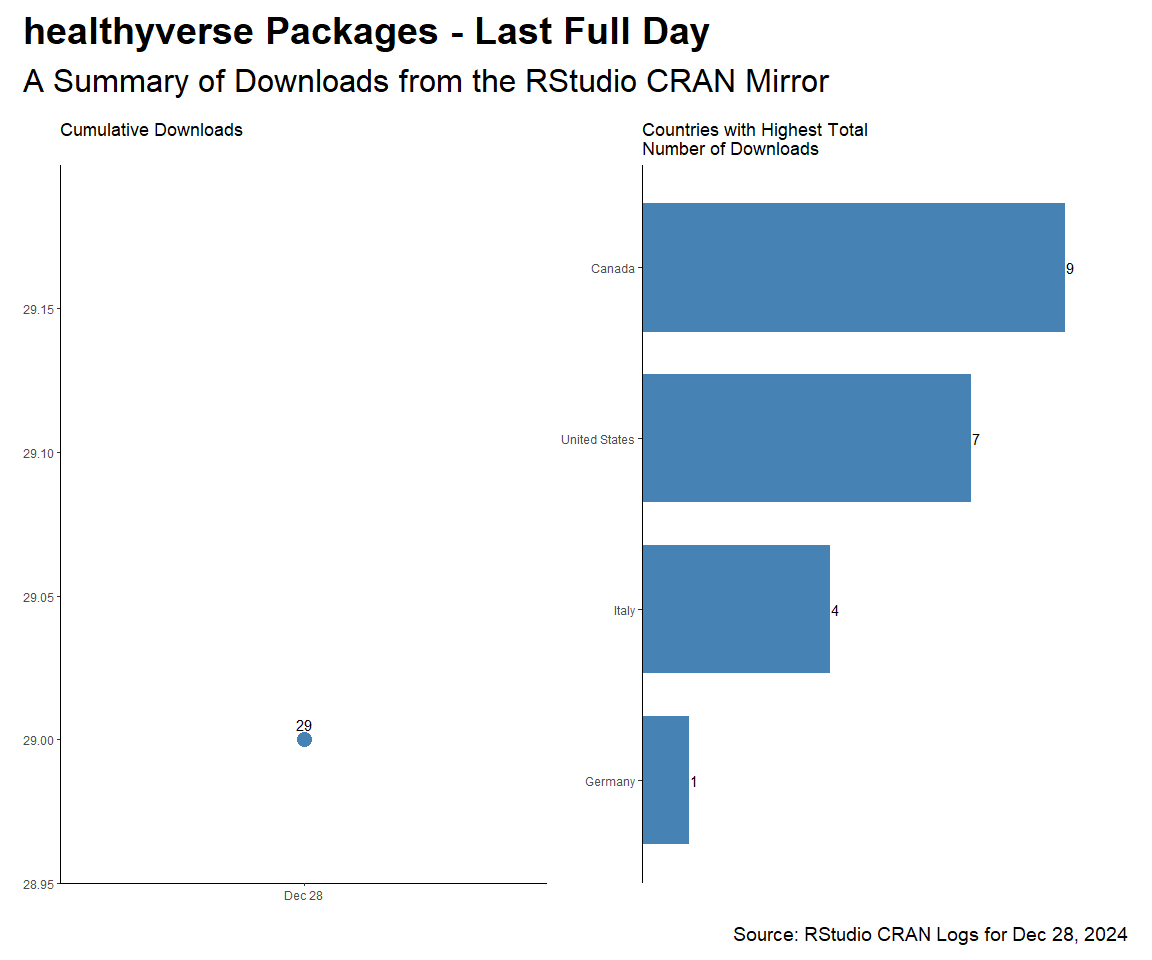 healthyverse Packages - Last Full Day
A Summary of Downloads from the RStudio CRAN Mirror
Cumulative Downloads
29.15
29.10
29.05
29.00
28.95
29
Dec 28
Countries with Highest Total
Number of Downloads
Canada
9
United States
7
Italy
4
Germany
1
Source: RStudio CRAN Logs for Dec 28, 2024